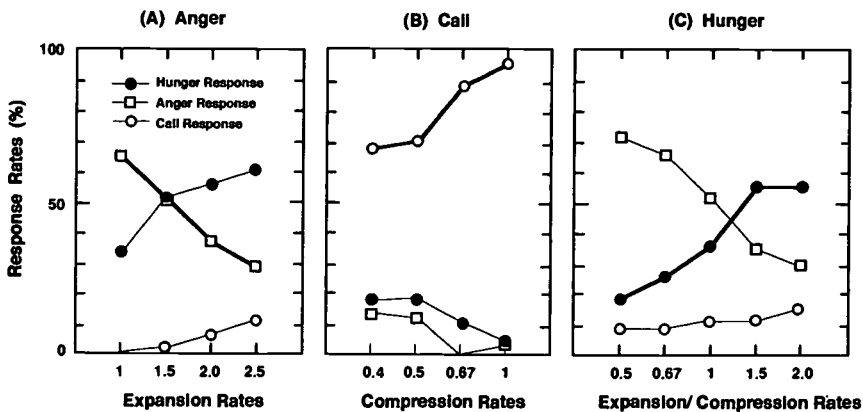 (A) Anger
(B) Call
(C) Hunger
Response Rates (%)
100
50
0
Hunger Response
Anger Response
Call Response
1 1.5 2.0 2.5
Expansion Rates
0.4 0.5 0.67 1
Compression Rates
0.5 0.67 1 1.5 2.0
Expansion/ Compression Rates